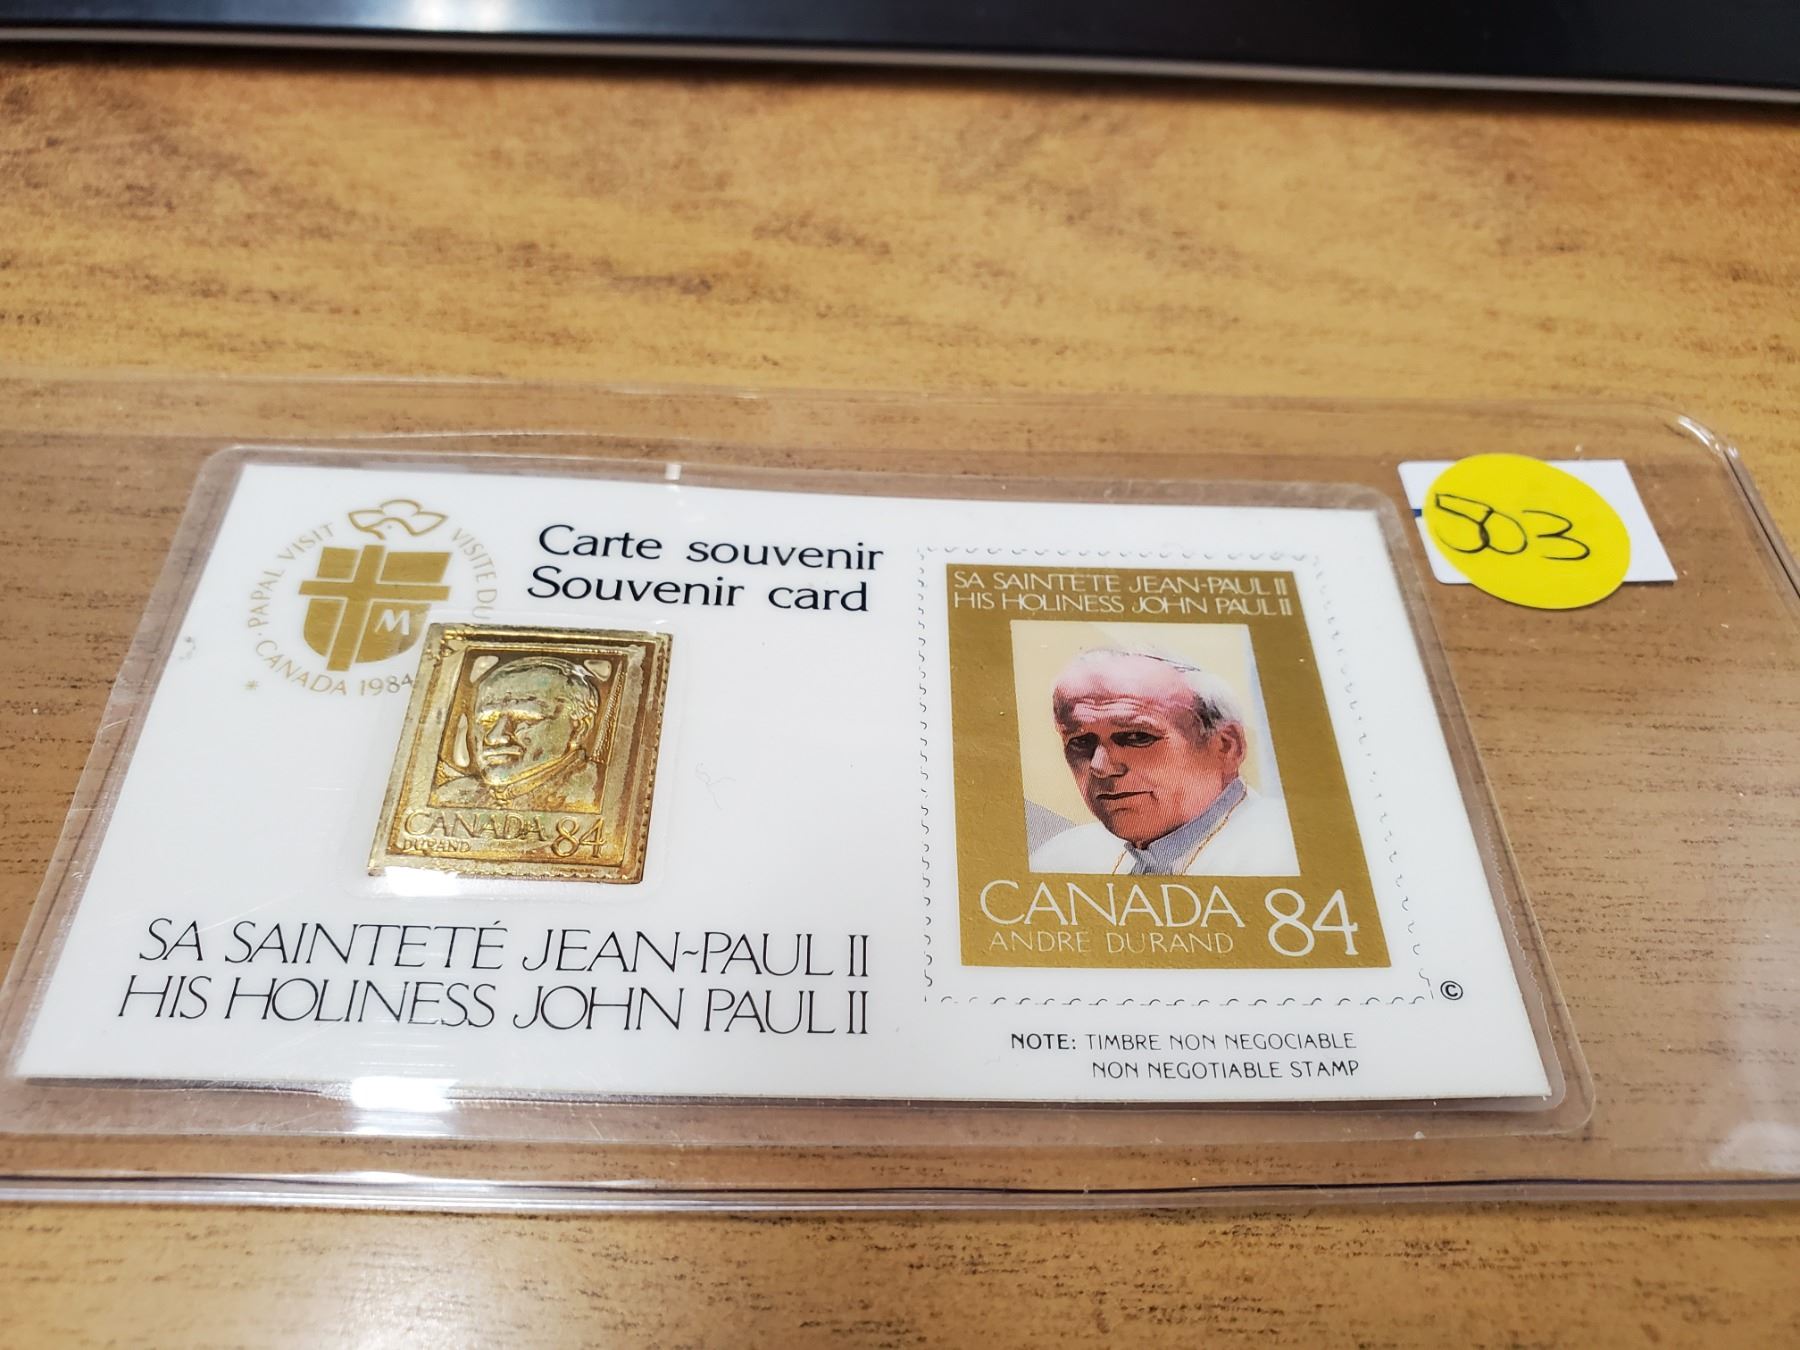 PAPAL VISIT
VISITE DU
CANADA 1984
Carte souvenir
Souvenir card
CANADA 84
DURAND
SA SAINTETÉ JEAN-PAUL II
HIS HOLINESS JOHN PAUL II
SA SAINTETE JEAN-PAUL II
HIS HOLINESS JOHN PAUL II
CANADA 84
ANDRÉ DURAND
©
NOTE: TIMBRE NON NEGOCIABLE
NON NEGOTIABLE STAMP
503
M